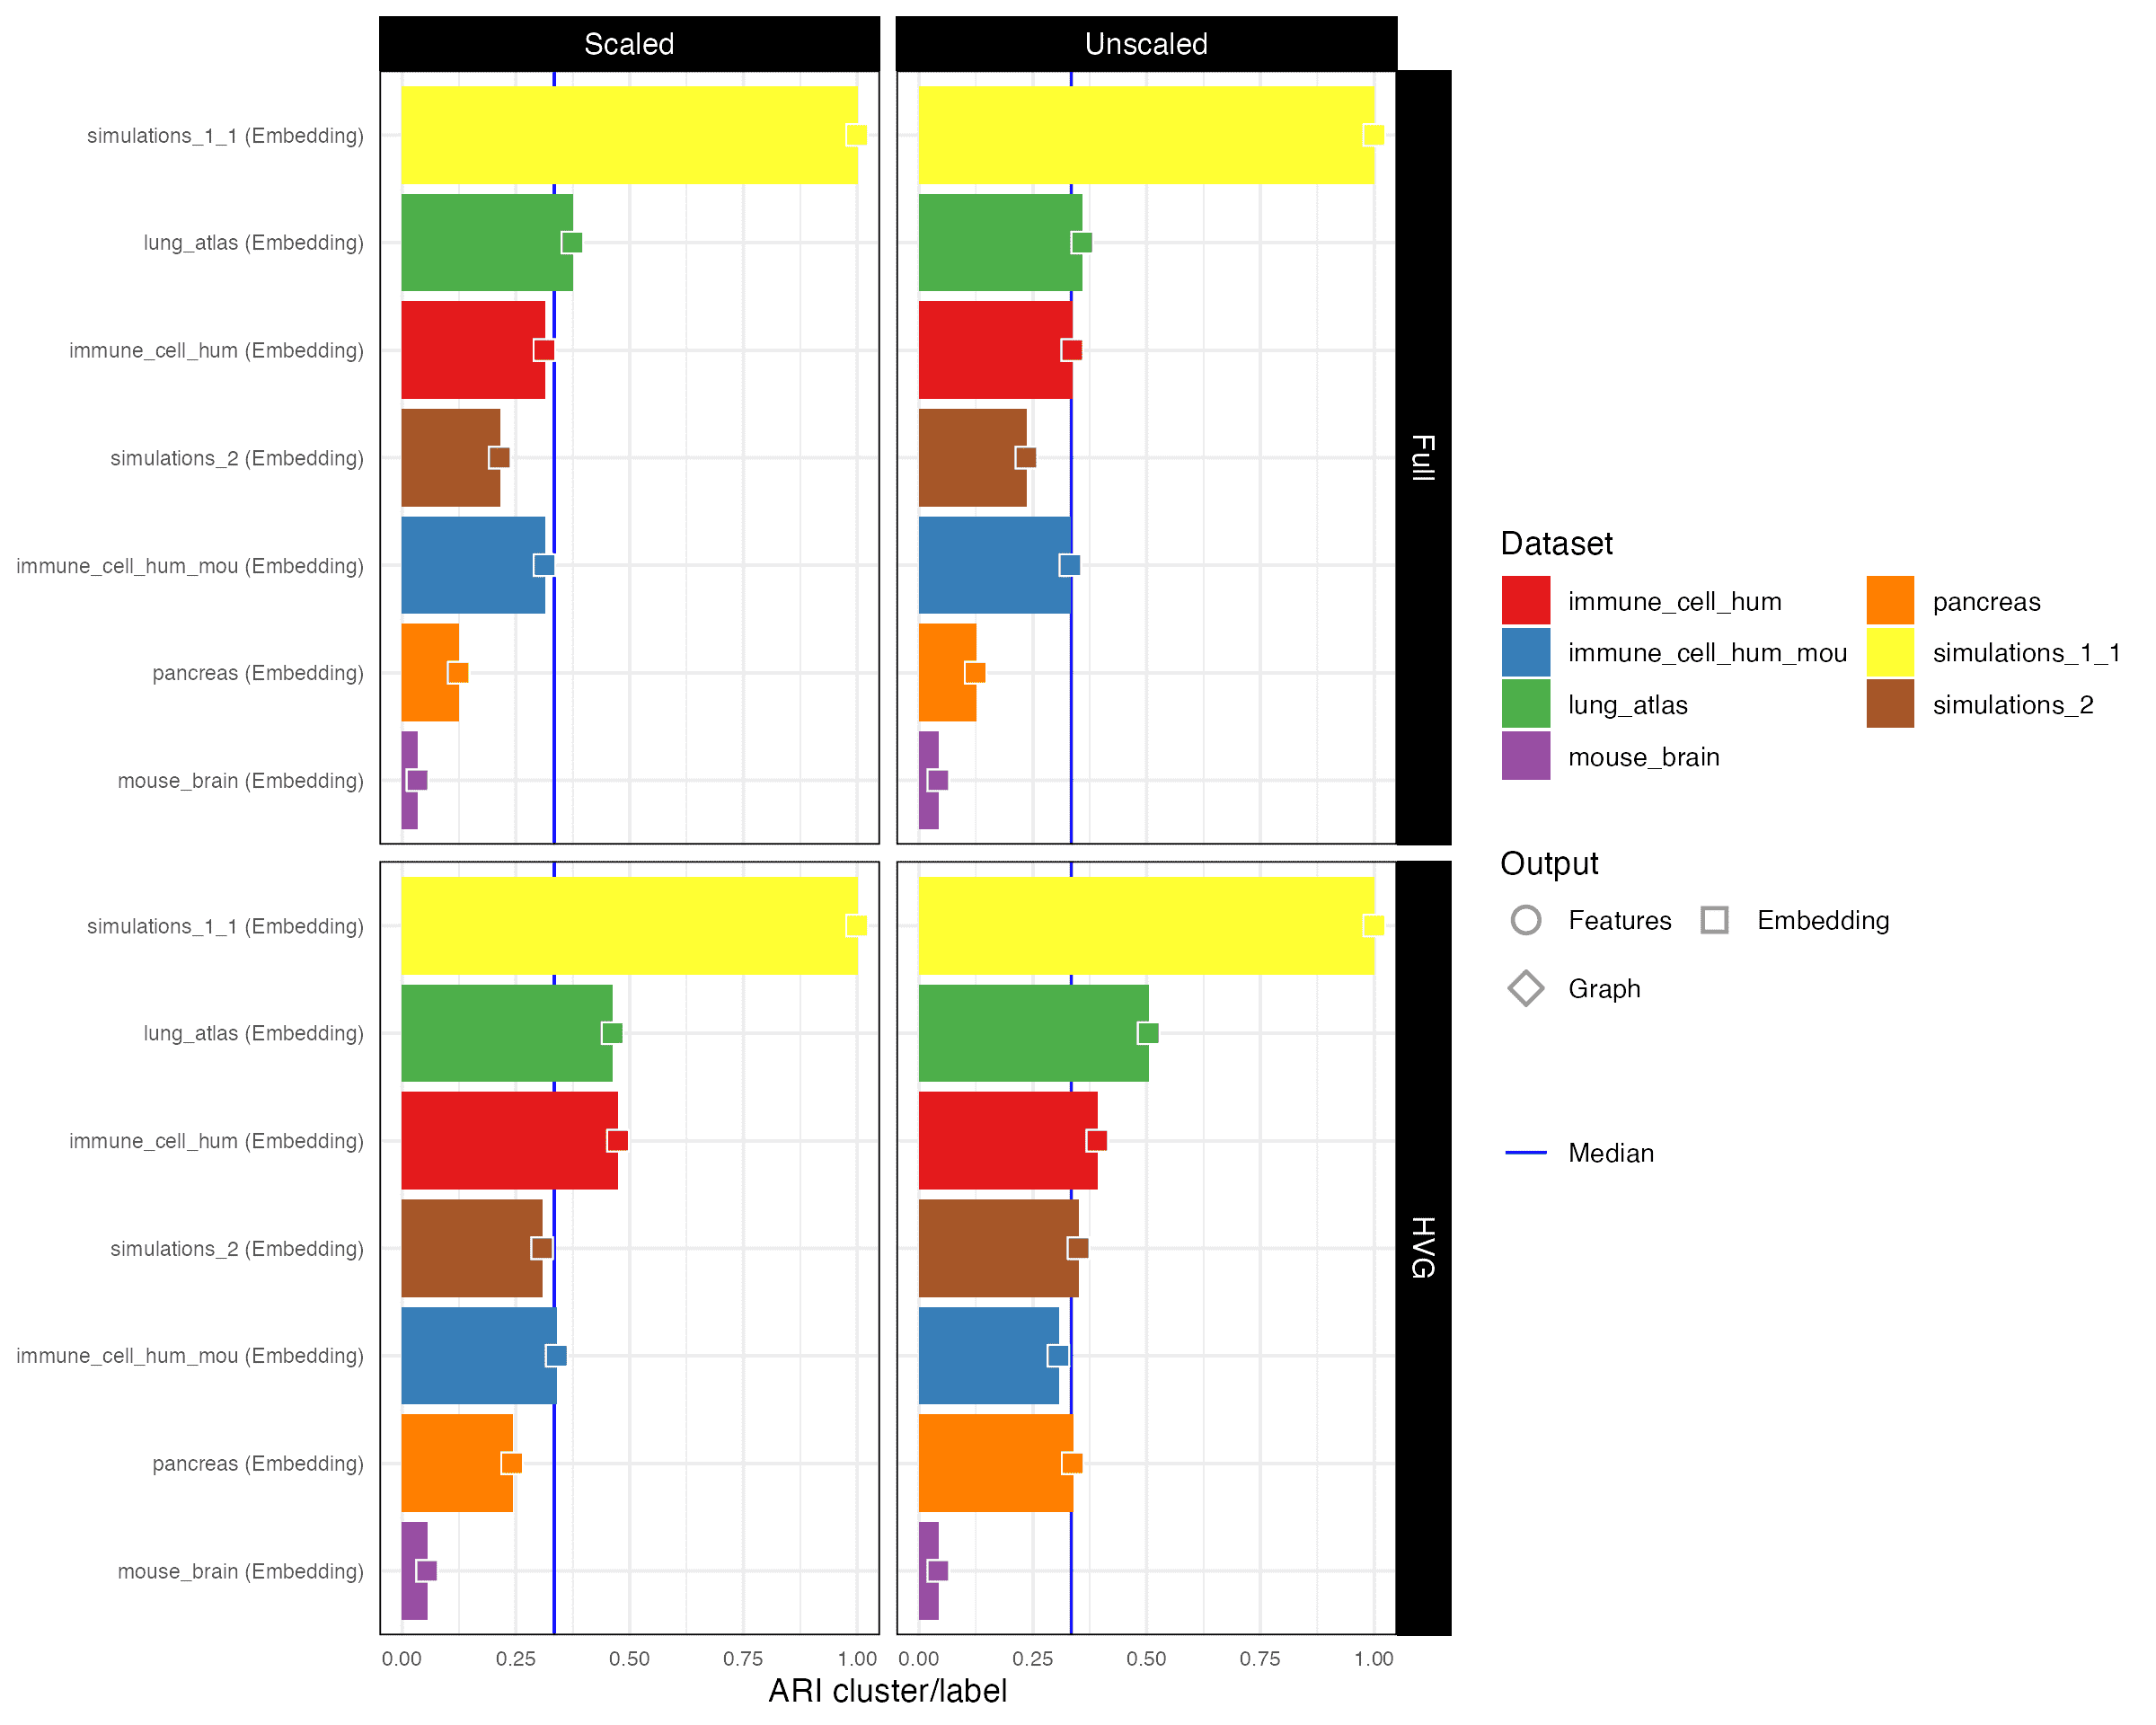 Scaled
Unscaled
simulations_1_1 (Embedding)
lung_atlas (Embedding)
immune_cell_hum (Embedding)
simulations_2 (Embedding)
immune_cell_hum_mou (Embedding)
pancreas (Embedding)
mouse_brain (Embedding)
Full
simulations_1_1 (Embedding)
lung_atlas (Embedding)
immune_cell_hum (Embedding)
simulations_2 (Embedding)
immune_cell_hum_mou (Embedding)
pancreas (Embedding)
mouse_brain (Embedding)
HVG
0.00 0.25 0.50 0.75 1.00
0.00 0.25 0.50 0.75 1.00
ARI cluster/label
Dataset
immune_cell_hum
immune_cell_hum_mou
lung_atlas
mouse_brain
pancreas
simulations_1_1
simulations_2
Output
Features
Embedding
Graph
Median